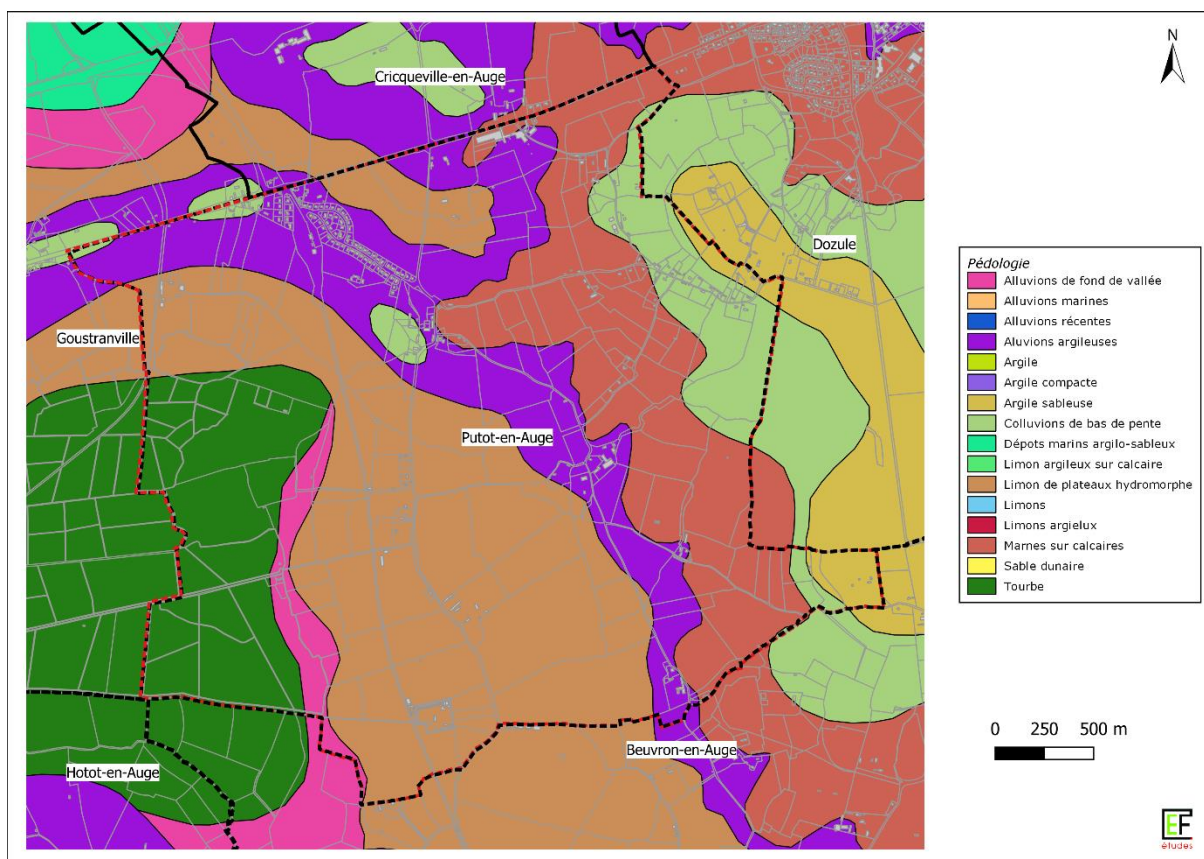 N
Cricqueville-en-Auge
Dozule
Goustranville
Putot-en-Auge
Beuvron-en-Auge
Hotot-en-Auge
Pédologie
Alluvions de fond de vallée
Alluvions marines
Alluvions récentes
Aluvions argileuses
Argile
Argile compacte
Argile sableuse
Colluvions de bas de pente
Dépots marins argilo-sableux
Limon argileux sur calcaire
Limon de plateaux hydromorphe
Limons
Limons argielux
Marnes sur calcaires
Sable dunaire
Tourbe
0 250 500 m
EF
études